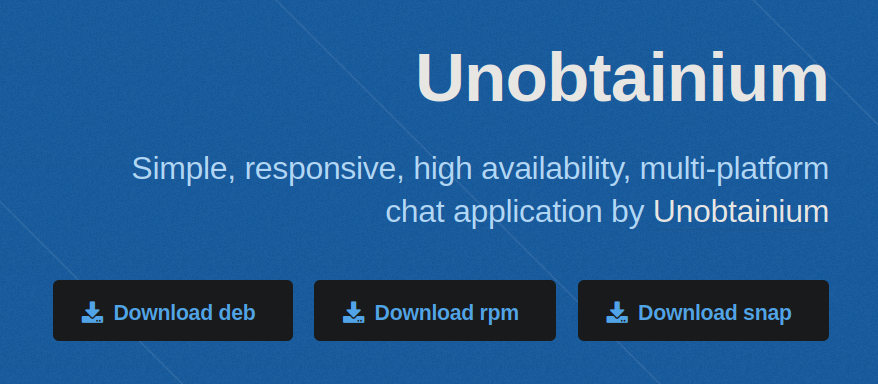 Unobtainium
Simple, responsive, high availability, multi-platform
chat application by Unobtainium
Download deb
Download rpm
Download snap